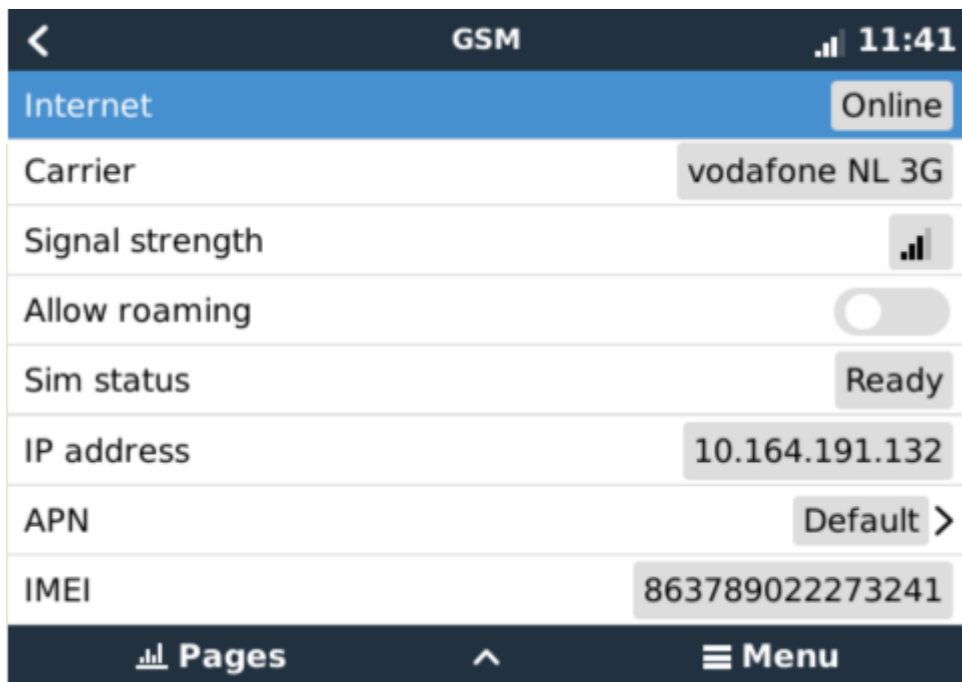 GSM 11:41
Internet Online
Carrier vodafone NL 3G
Signal strength
Allow roaming
Sim status Ready
IP address 10.164.191.132
APN Default
IMEI 863789022273241
Pages Menu